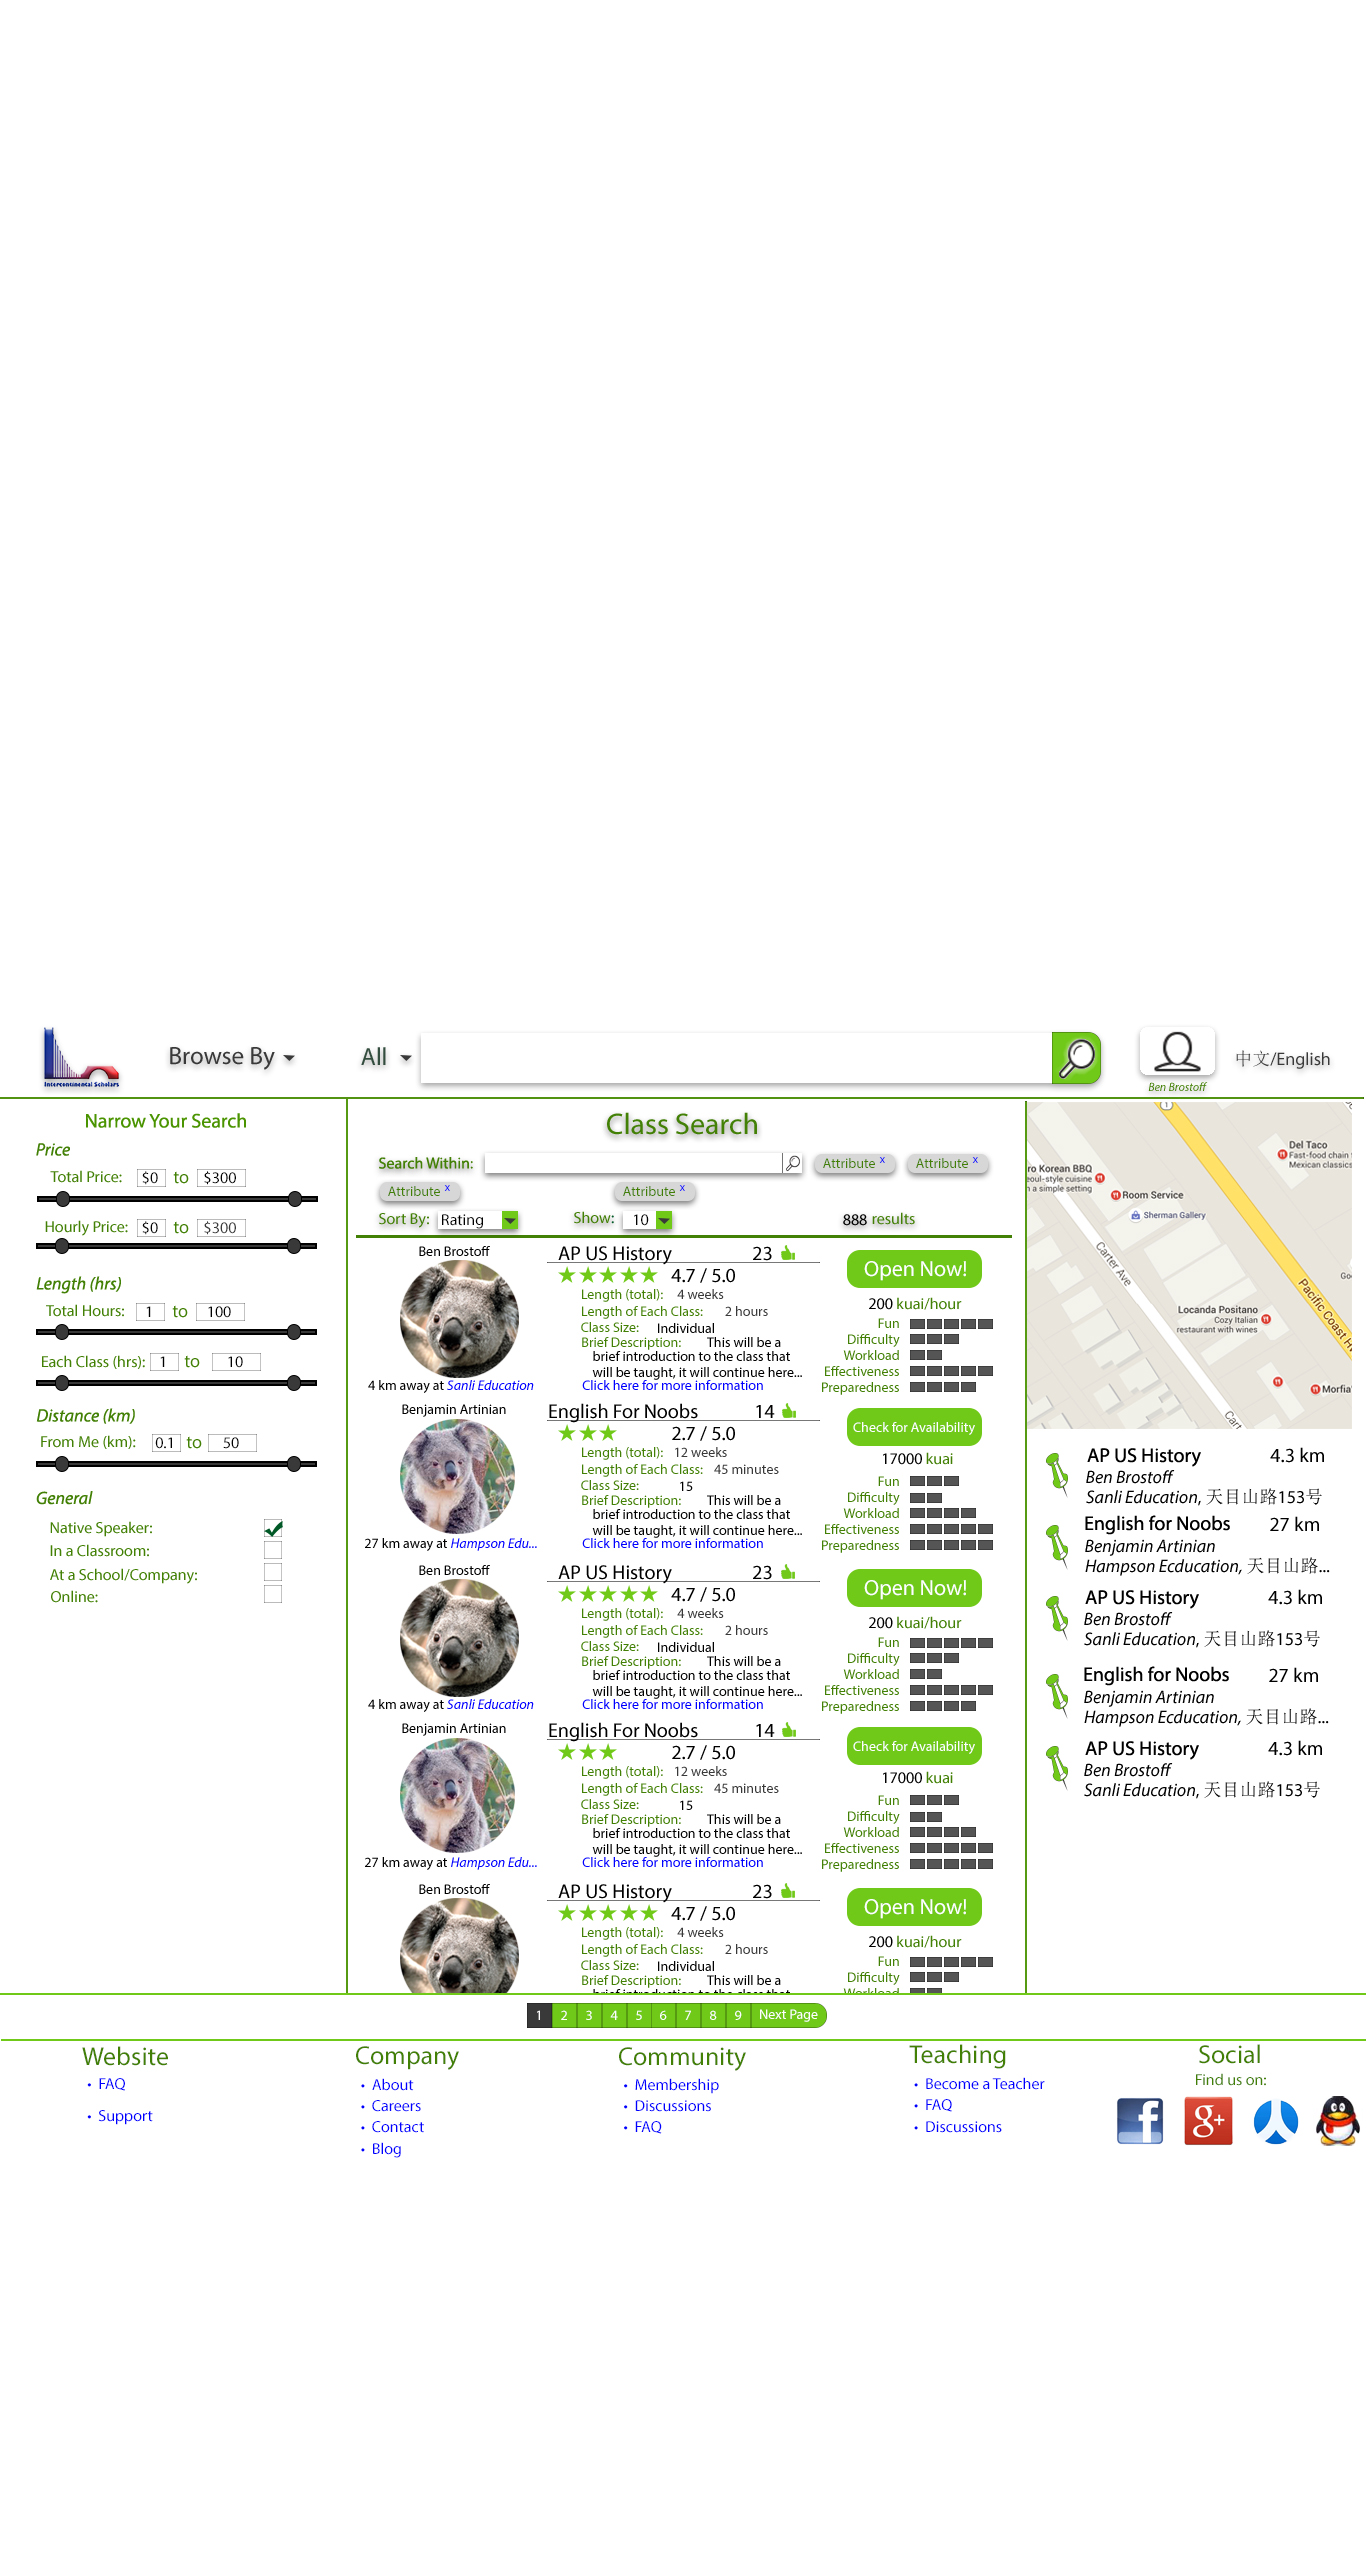 Intercontinental Scholars
Browse By
All
Ben Brostoff
中文/English
Narrow Your Search
Price
Total Price: $0 to $300
Hourly Price: $0 to $300
Length (hrs)
Total Hours: 1 to 100
Each Class (hrs): 1 to 10
Distance (km)
From Me (km): 0.1 to 50
General
Native Speaker:
In a Classroom:
At a School/Company:
Online:
Class Search
Search Within:
Attribute x
Attribute x
Attribute x
Attribute x
Sort By: Rating
Show: 10
888 results
Ben Brostoff
4 km away at Sanli Education
AP US History 23
4.7 / 5.0
Length (total): 4 weeks
Length of Each Class: 2 hours
Class Size: Individual
Brief Description: This will be a
brief introduction to the class that
will be taught, it will continue here...
Click here for more information
Open Now!
200 kuai/hour
Fun
Difficulty
Workload
Effectiveness
Preparedness
Benjamin Artinian
27 km away at Hampson Edu...
English For Noobs 14
2.7 / 5.0
Length (total): 12 weeks
Length of Each Class: 45 minutes
Class Size: 15
Brief Description: This will be a
brief introduction to the class that
will be taught, it will continue here...
Click here for more information
Check for Availability
17000 kuai
Fun
Difficulty
Workload
Effectiveness
Preparedness
Ben Brostoff
4 km away at Sanli Education
AP US History 23
4.7 / 5.0
Length (total): 4 weeks
Length of Each Class: 2 hours
Class Size: Individual
Brief Description: This will be a
brief introduction to the class that
will be taught, it will continue here...
Click here for more information
Open Now!
200 kuai/hour
Fun
Difficulty
Workload
Effectiveness
Preparedness
Benjamin Artinian
27 km away at Hampson Edu...
English For Noobs 14
2.7 / 5.0
Length (total): 12 weeks
Length of Each Class: 45 minutes
Class Size: 15
Brief Description: This will be a
brief introduction to the class that
will be taught, it will continue here...
Click here for more information
Check for Availability
17000 kuai
Fun
Difficulty
Workload
Effectiveness
Preparedness
Ben Brostoff
AP US History 23
4.7 / 5.0
Length (total): 4 weeks
Length of Each Class: 2 hours
Class Size: Individual
Brief Description: This will be a
brief introduction to the class that
Open Now!
200 kuai/hour
Fun
Difficulty
Workload
1
Del Taco
Fast-food chain
Mexican classics
ro Korean BBQ
eoul-style cuisine
n a simple setting
Room Service
Sherman Gallery
Carter Ave
Goo
Pacific Coast H
Locanda Positano
Cozy Italian
restaurant with wines
Morfia'
Cart
AP US History 4.3 km
Ben Brostoff
Sanli Education, 天目山路153号
English for Noobs 27 km
Benjamin Artinian
Hampson Ecducation, 天目山路...
AP US History 4.3 km
Ben Brostoff
Sanli Education, 天目山路153号
English for Noobs 27 km
Benjamin Artinian
Hampson Ecducation, 天目山路...
AP US History 4.3 km
Ben Brostoff
Sanli Education, 天目山路153号
1 2 3 4 5 6 7 8 9 Next Page
Website
• FAQ
• Support
Company
• About
• Careers
• Contact
• Blog
Community
• Membership
• Discussions
• FAQ
Teaching
• Become a Teacher
• FAQ
• Discussions
Social
Find us on:
f
g+